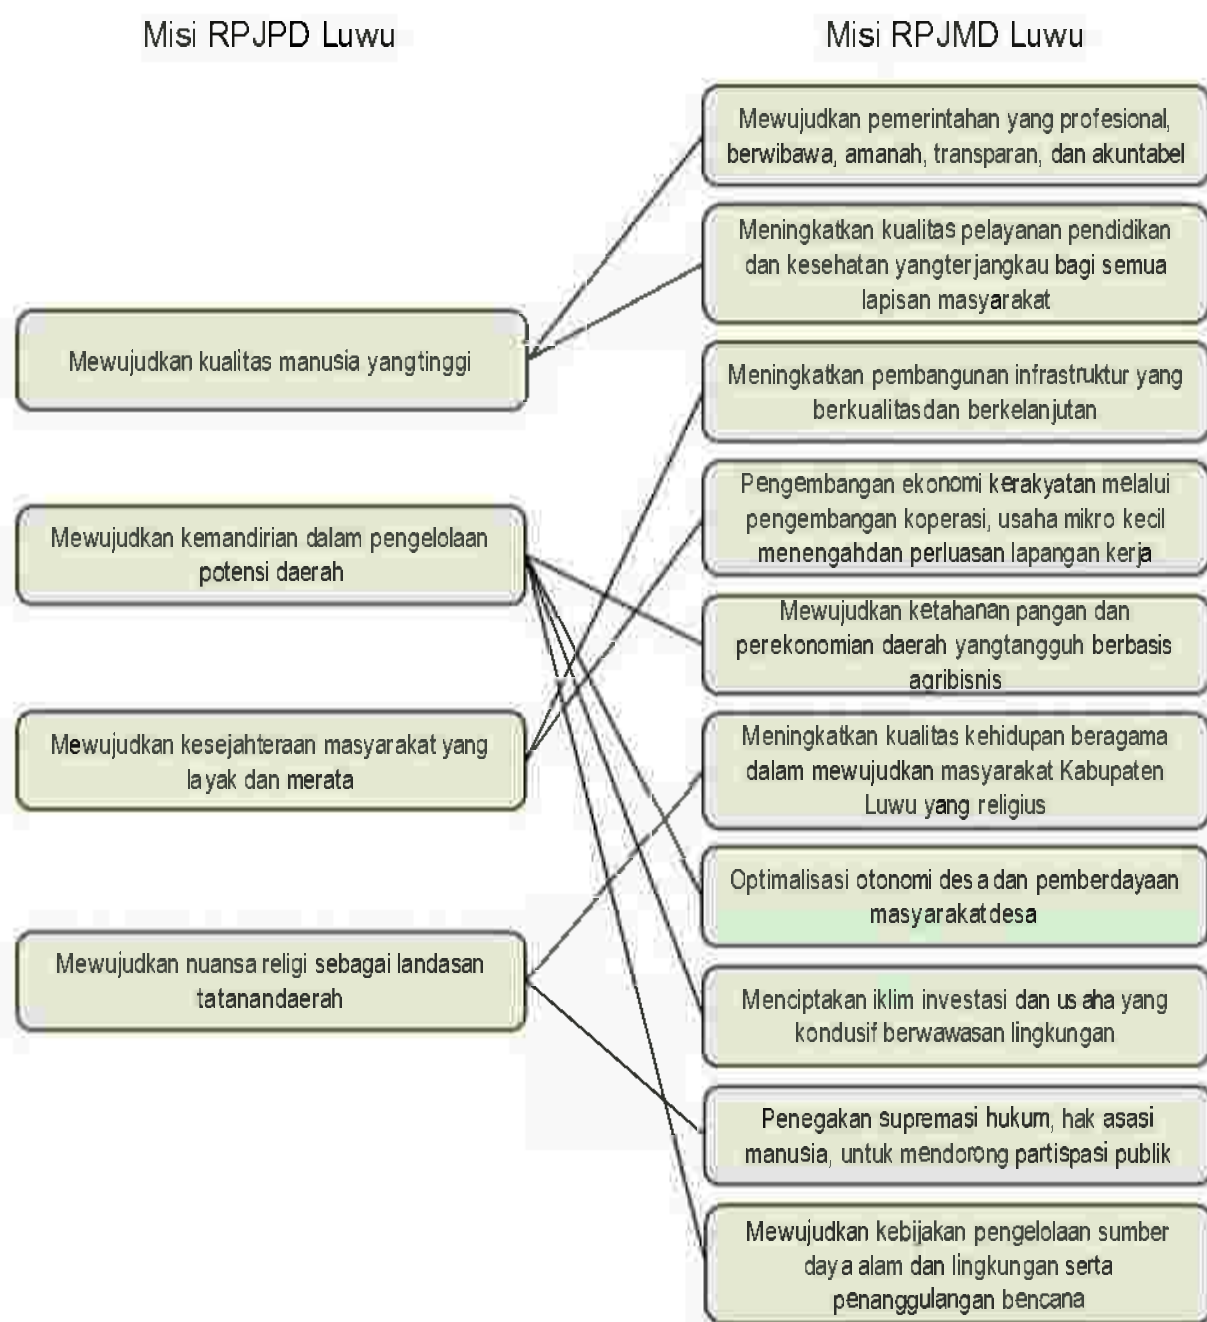 Misi RPJPD Luwu
Mewujudkan kualitas manusia yangtinggi
Mewujudkan kemandirian dalam pengelolaan
potensi daerah
Mewujudkan kesejahteraan masyarakat yang
layak dan merata
Mewujudkan nuansa religi sebagai landasan
tatanandaerah
Misi RPJMD Luwu
Mewujudkan pemerintahan yang profesional,
berwibawa, amanah, transparan, dan akuntabel
Meningkatkan kualitas pelayanan pendidikan
dan kesehatan yangterjangkau bagi semua
lapisan masyarakat
Meningkatkan pembangunan infrastruktur yang
berkualitasdan berkelanjutan
Pengembangan ekonomi kerakyatan melalui
pengembangan koperasi, usaha mikro kecil
menengahdan perluasan lapangan kerja
Mewujudkan ketahanan pangan dan
perekonomian daerah yangtangguh berbasis
agribisnis
Meningkatkan kualitas kehidupan beragama
dalam mewujudkan masyarakat Kabupaten
Luwu yang religius
Optimalisasi otonomi desa dan pemberdayaan
masyarakatdesa
Menciptakan iklim investasi dan usaha yang
kondusif berwawasan lingkungan
Penegakan supremasi hukum, hak asasi
manusia, untuk mendorong partispasi publik
Mewujudkan kebijakan pengelolaan sumber
daya alam dan lingkungan serta
penanggulangan bencana